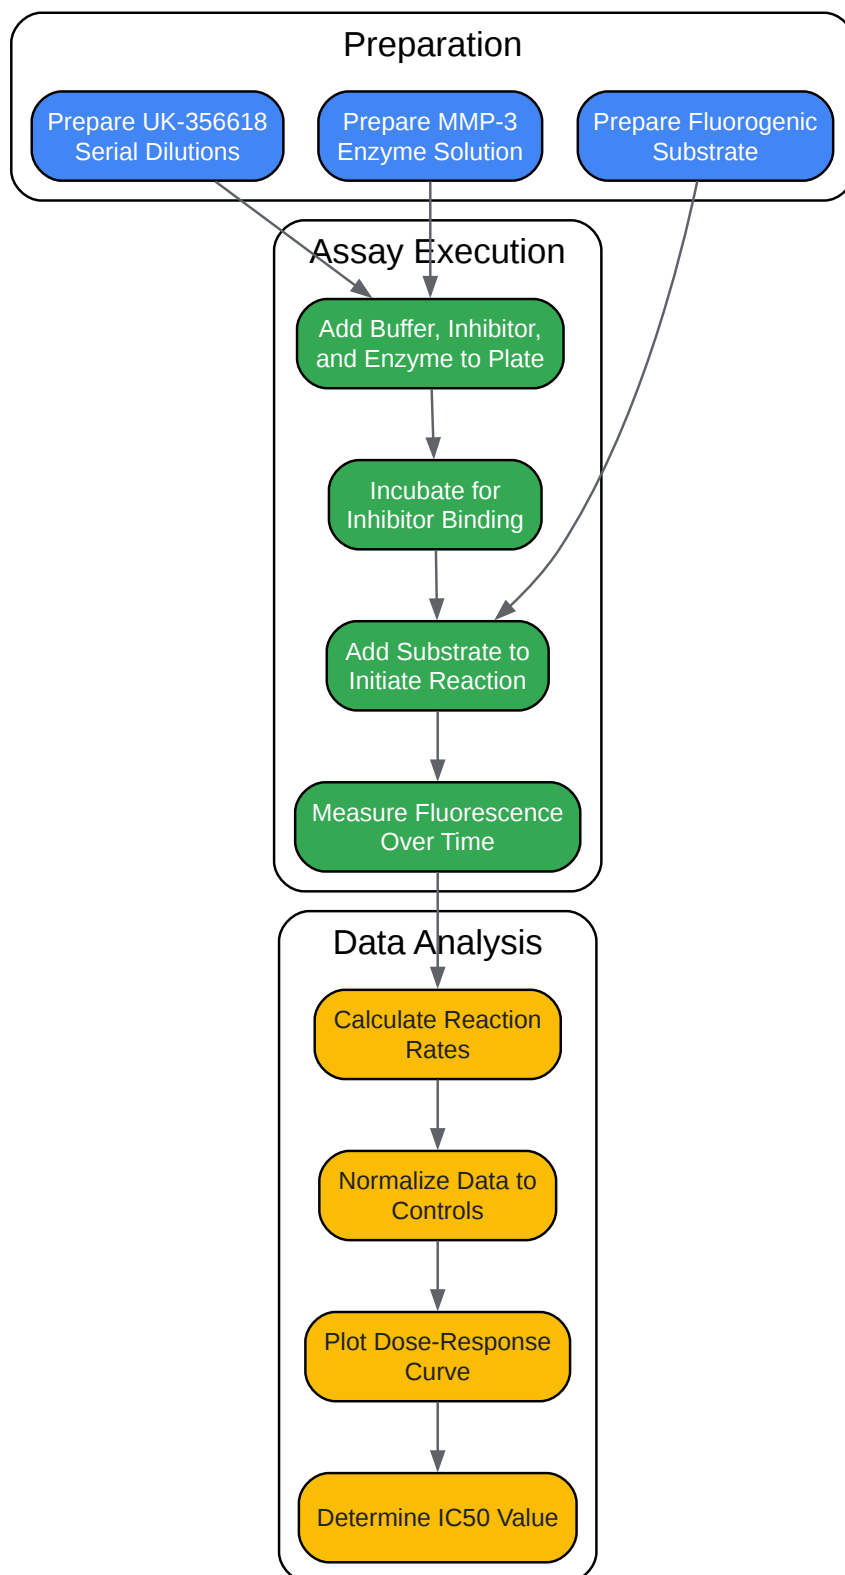 Preparation
Prepare UK-356618
Serial Dilutions
Prepare MMP-3
Enzyme Solution
Prepare Fluorogenic
Substrate
Assay Execution
Add Buffer, Inhibitor,
and Enzyme to Plate
Incubate for
Inhibitor Binding
Add Substrate to
Initiate Reaction
Measure Fluorescence
Over Time
Data Analysis
Calculate Reaction
Rates
Normalize Data to
Controls
Plot Dose-Response
Curve
Determine IC50 Value